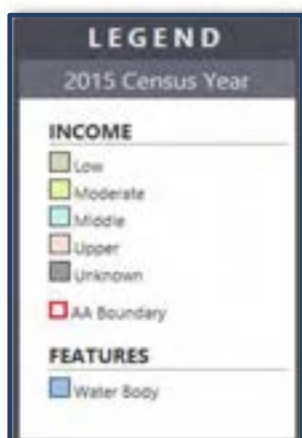 LEGEND
2015 Census Year
INCOME
Low
Moderate
Middle
Upper
Unknown
AA Boundary
FEATURES
Water Body